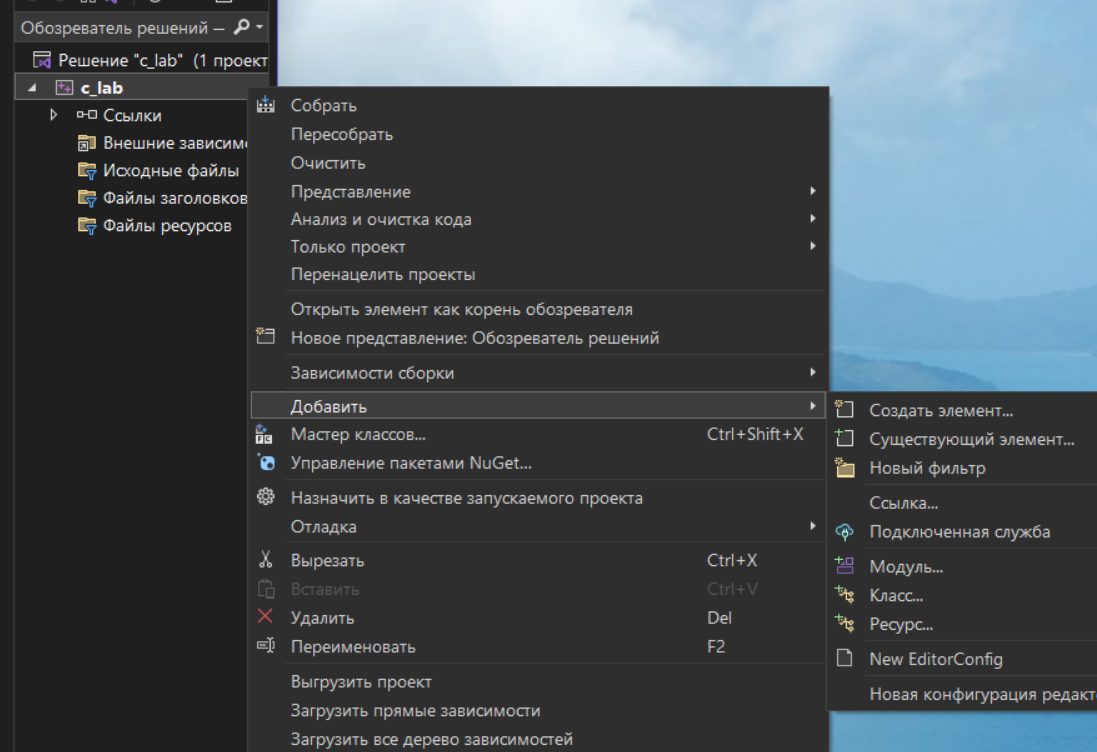 Обозреватель решений —
Решение "c_lab" (1 проект
c_lab
Ссылки
Внешние зависим
Исходные файлы
Файлы заголовков
Файлы ресурсов
Собрать
Пересобрать
Очистить
Представление
Анализ и очистка кода
Только проект
Перенацелить проекты
Открыть элемент как корень обозревателя
Новое представление: Обозреватель решений
Зависимости сборки
Добавить
Мастер классов... Ctrl+Shift+X
Управление пакетами NuGet...
Назначить в качестве запускаемого проекта
Отладка
Вырезать Ctrl+X
Вставить Ctrl+V
Удалить Del
Переименовать F2
Выгрузить проект
Загрузить прямые зависимости
Загрузить все дерево зависимостей
Создать элемент...
Существующий элемент...
Новый фильтр
Ссылка...
Подключенная служба
Модуль...
Класс...
Ресурс...
New EditorConfig
Новая конфигурация редакт